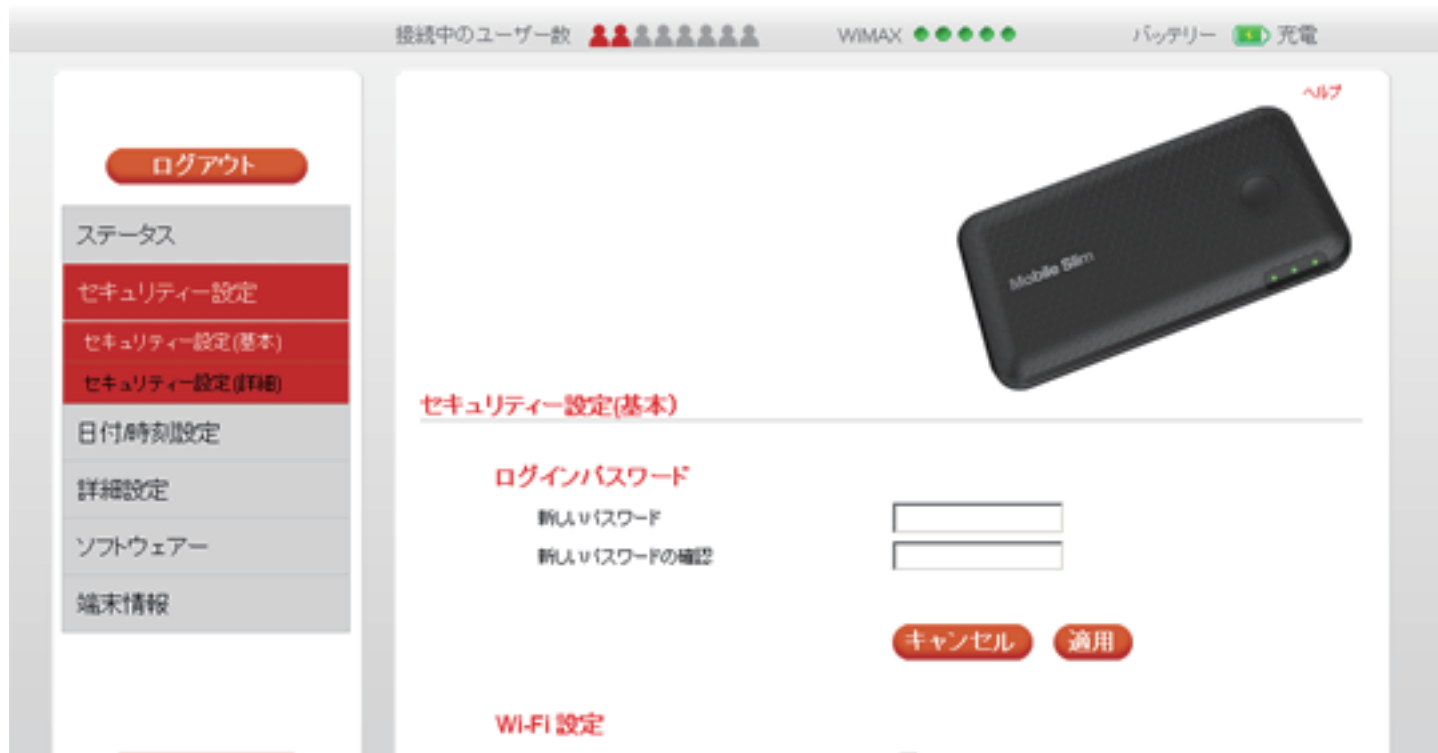 接続中のユーザー数
WiMAX
バッテリー 充電
ヘルプ
ログアウト
ステータス
セキュリティー設定
セキュリティー設定(基本)
セキュリティー設定(詳細)
日付/時刻設定
詳細設定
ソフトウェアー
端末情報
Mobile Slim
セキュリティー設定(基本)
ログインパスワード
新しいパスワード
新しいパスワードの確認
キャンセル 適用
Wi-Fi 設定